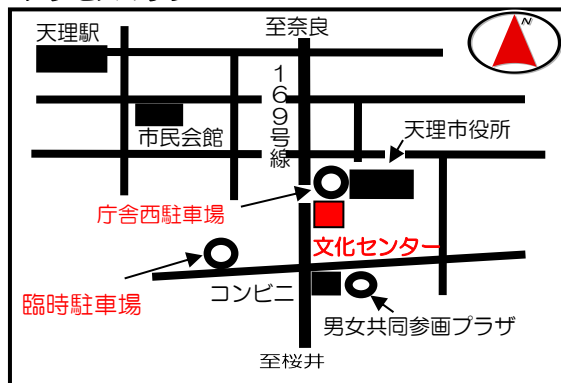 天理駅
至奈良
N
169号線
市民会館
天理市役所
庁舎西駐車場
文化センター
臨時駐車場
コンビニ
男女共同参画プラザ
至桜井